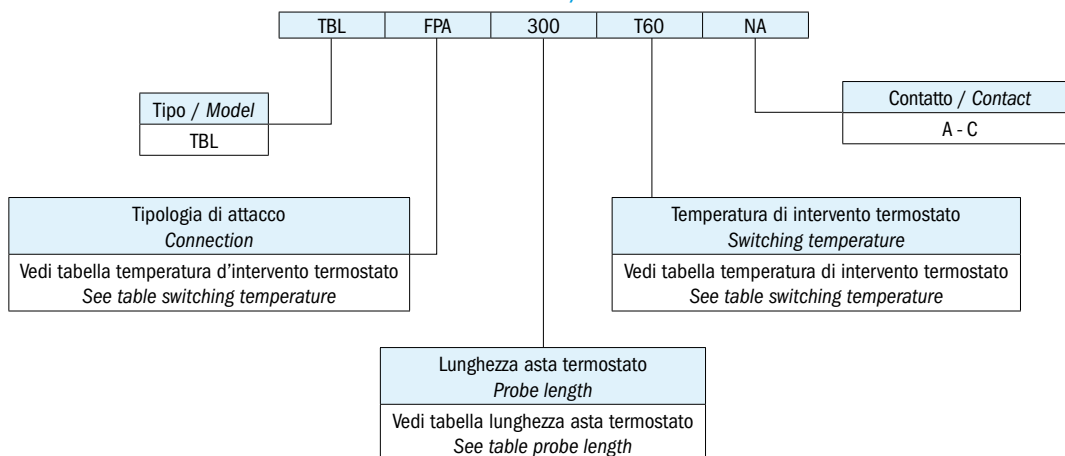 TBL FPA 300 T60 NA
Tipo / Model
TBL
Contatto / Contact
A - C
Tipologia di attacco
Connection
Vedi tabella temperatura d'intervento termostato
See table switching temperature
Temperatura di intervento termostato
Switching temperature
Vedi tabella temperatura di intervento termostato
See table switching temperature
Lunghezza asta termostato
Probe length
Vedi tabella lunghezza asta termostato
See table probe length